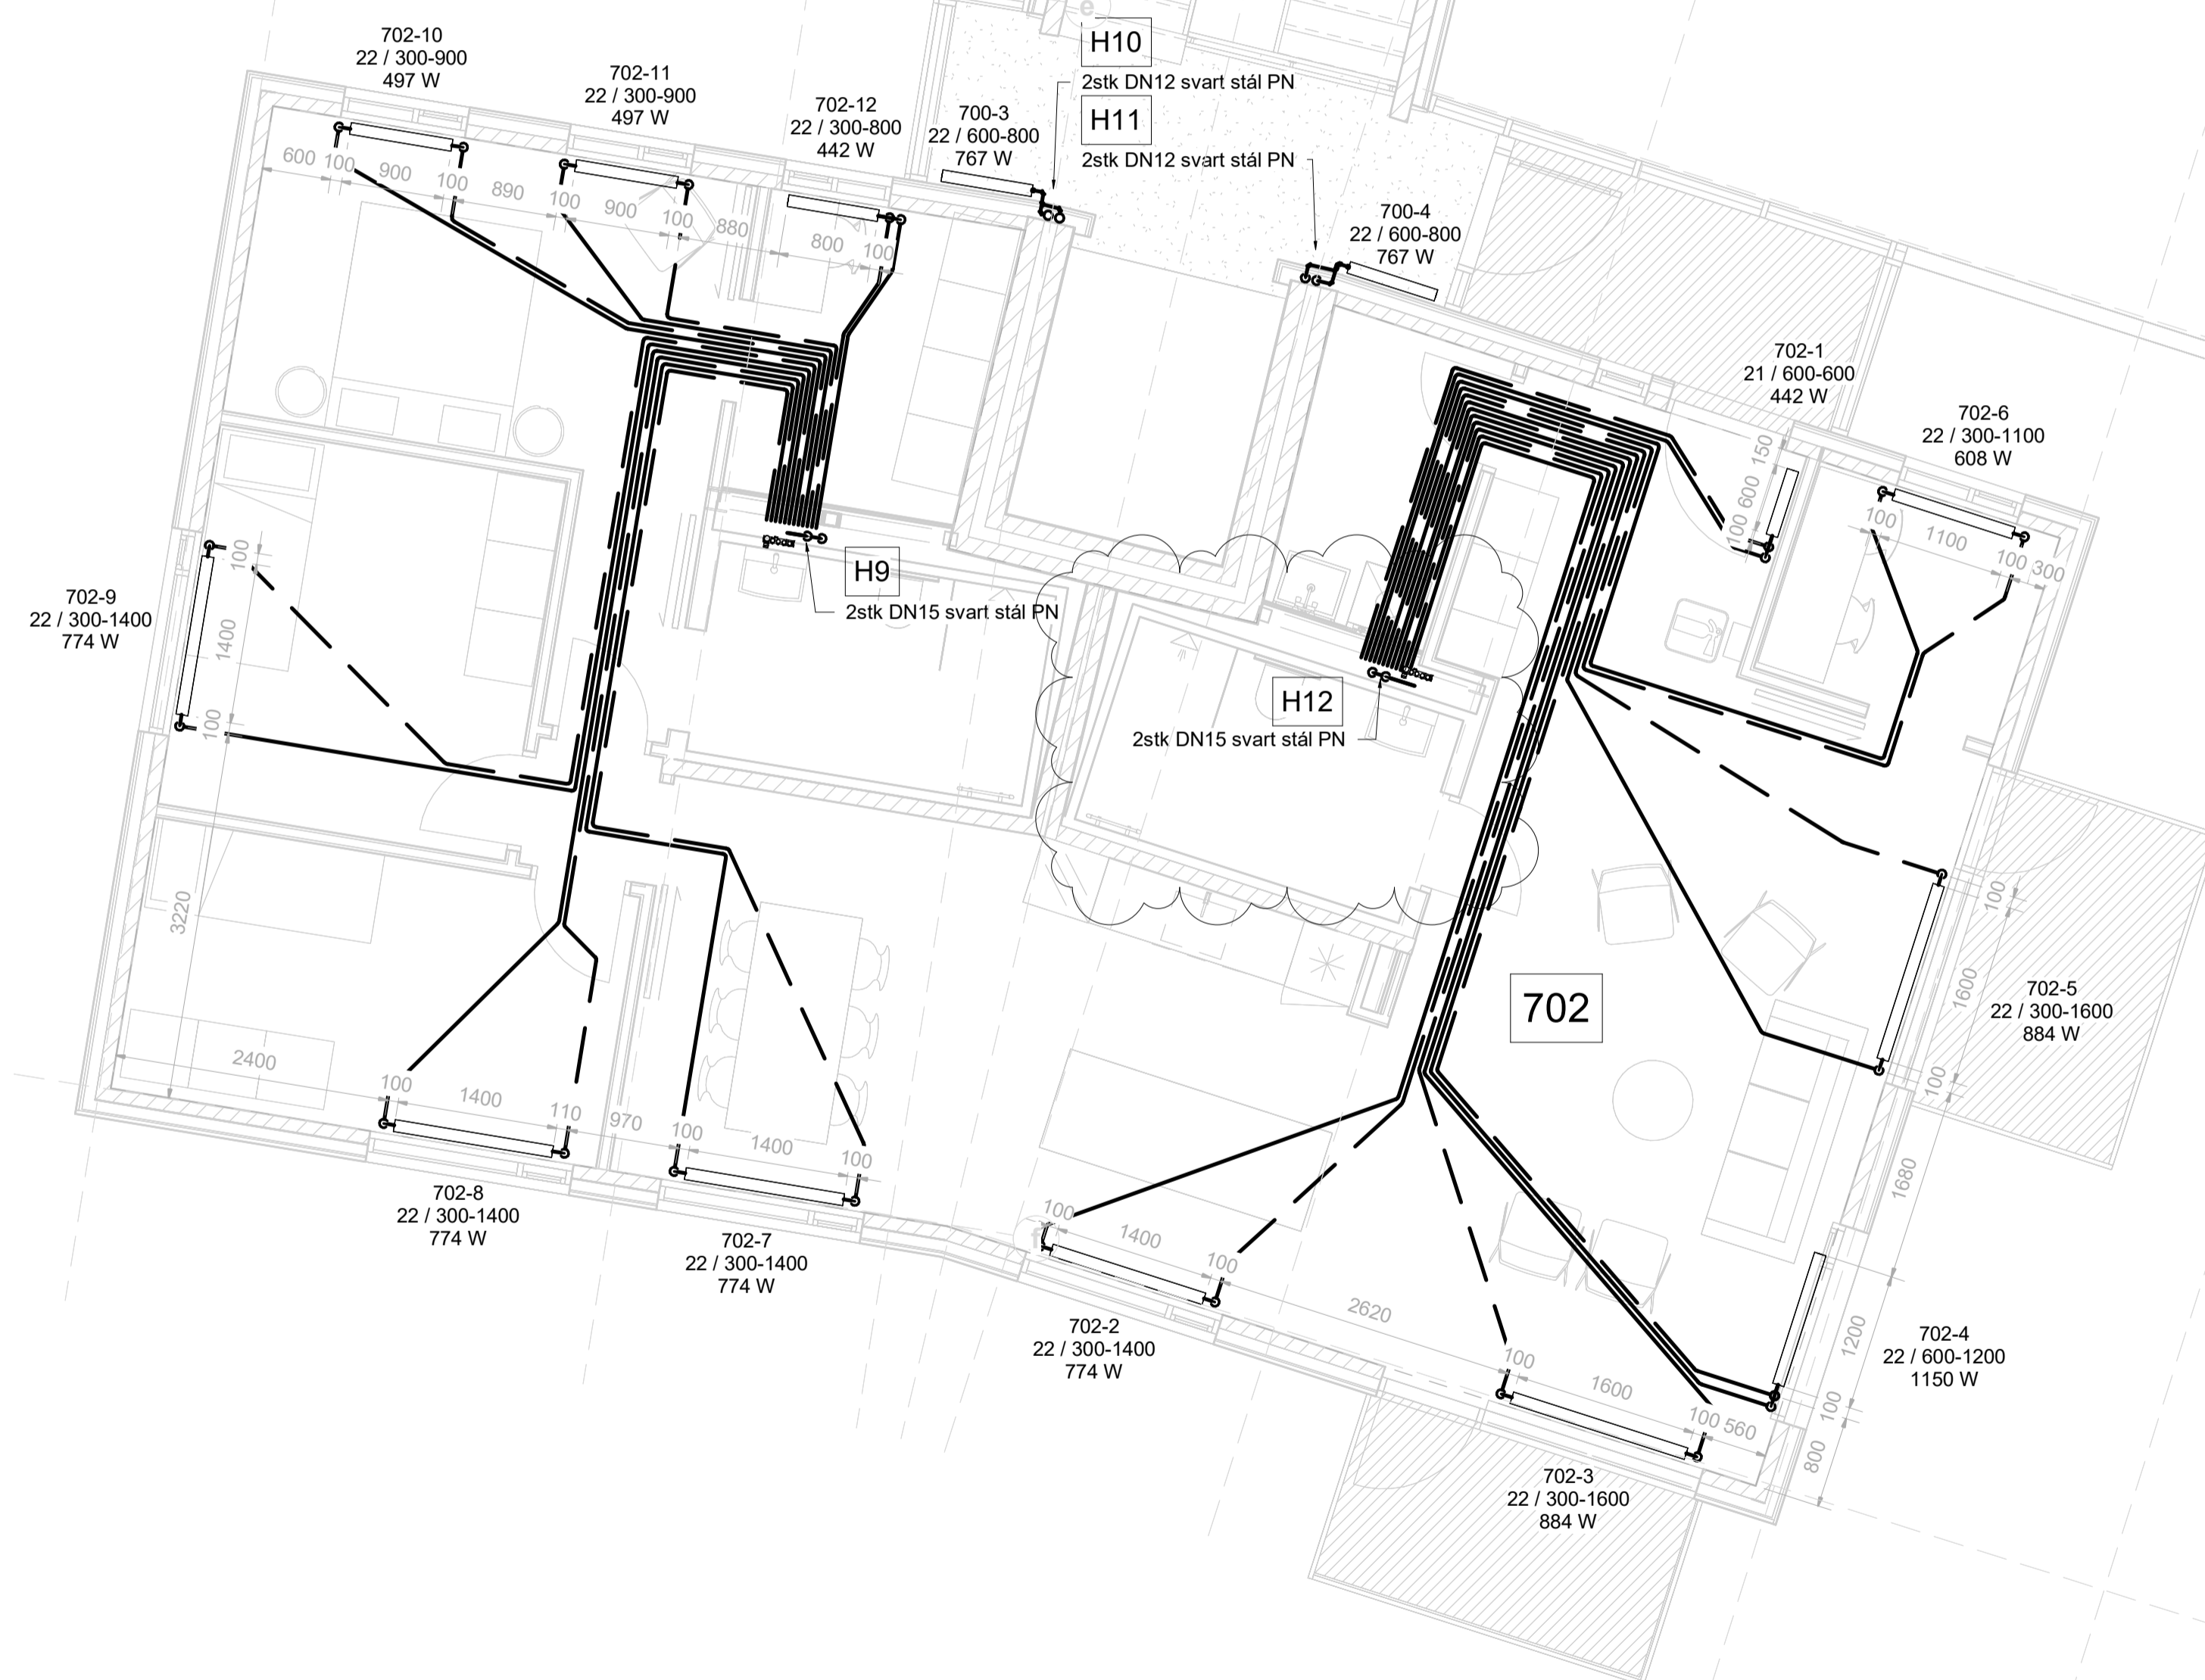 702-10
22 / 300-900
497 W
702-11
22 / 300-900
497 W
702-12
22 / 300-800
442 W
700-3
22 / 600-800
767 W
e
H10
2stk DN12 svart stál PN
H11
2stk DN12 svart stál PN
700-4
22 / 600-800
767 W
702-1
21 / 600-600
442 W
702-6
22 / 300-1100
608 W
600
100
900
100
890
100
900
100
880
800
100
150
600
100
100
1100
100
300
702-9
22 / 300-1400
774 W
100
1400
100
H9
2stk DN15 svart stál PN
H12
2stk DN15 svart stál PN
3220
702
100
1600
100
702-5
22 / 300-1600
884 W
2400
100
1400
110
970
100
1400
100
702-8
22 / 300-1400
774 W
702-7
22 / 300-1400
774 W
f
100
1400
100
2620
702-2
22 / 300-1400
774 W
100
1600
100
560
1680
1200
100
800
702-4
22 / 600-1200
1150 W
702-3
22 / 300-1600
884 W